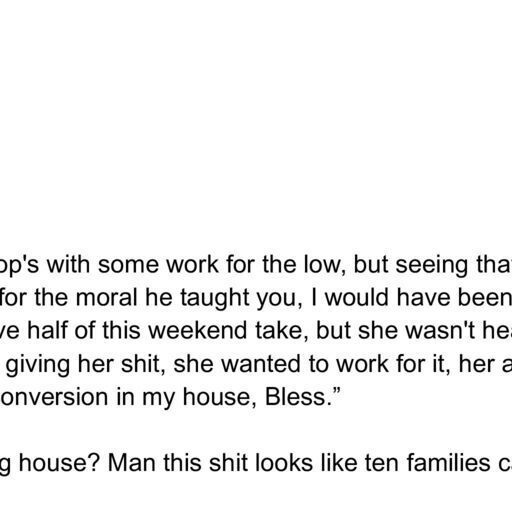 op's with some work for the low, but seeing tha
for the moral he taught you, I would have been
ve half of this weekend take, but she wasn't he
giving her shit, she wanted to work for it, her a
onversion in my house, Bless.”
g house? Man this shit looks like ten families c